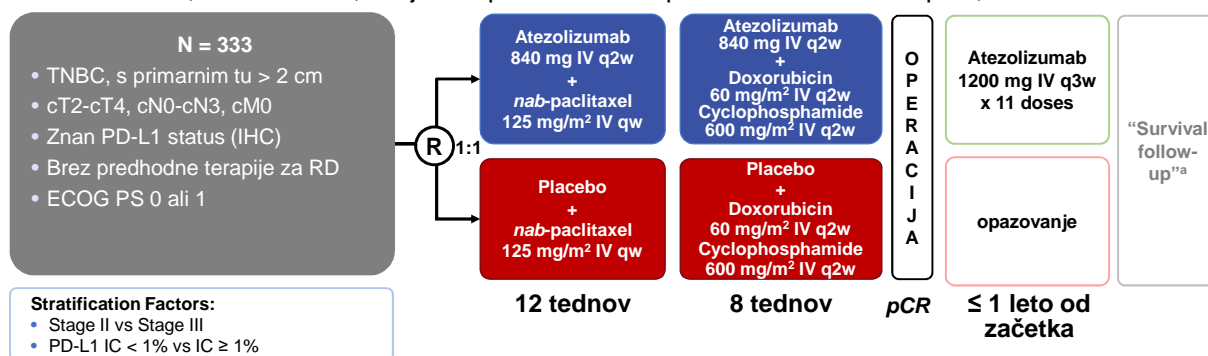 N = 333
• TNBC, s primarnim tu > 2 cm
• cT2-cT4, cN0-cN3, cM0
• Znan PD-L1 status (IHC)
• Brez predhodne terapije za RD
• ECOG PS 0 ali 1
R
1:1
Atezolizumab
840 mg IV q2w
+
nab-paclitaxel
125 mg/m² IV qw
Atezolizumab
840 mg IV q2w
+
Doxorubicin
60 mg/m² IV q2w
Cyclophosphamide
600 mg/m² IV q2w
Placebo
+
nab-paclitaxel
125 mg/m² IV qw
Placebo
+
Doxorubicin
60 mg/m² IV q2w
Cyclophosphamide
600 mg/m² IV q2w
O
P
E
R
A
C
I
J
A
Atezolizumab
1200 mg IV q3w
x 11 doses
opazovanje
“Survival
follow-
up”ᵃ
12 tednov
8 tednov
pCR
≤ 1 leto od
začetka
Stratification Factors:
• Stage II vs Stage III
• PD-L1 IC < 1% vs IC ≥ 1%